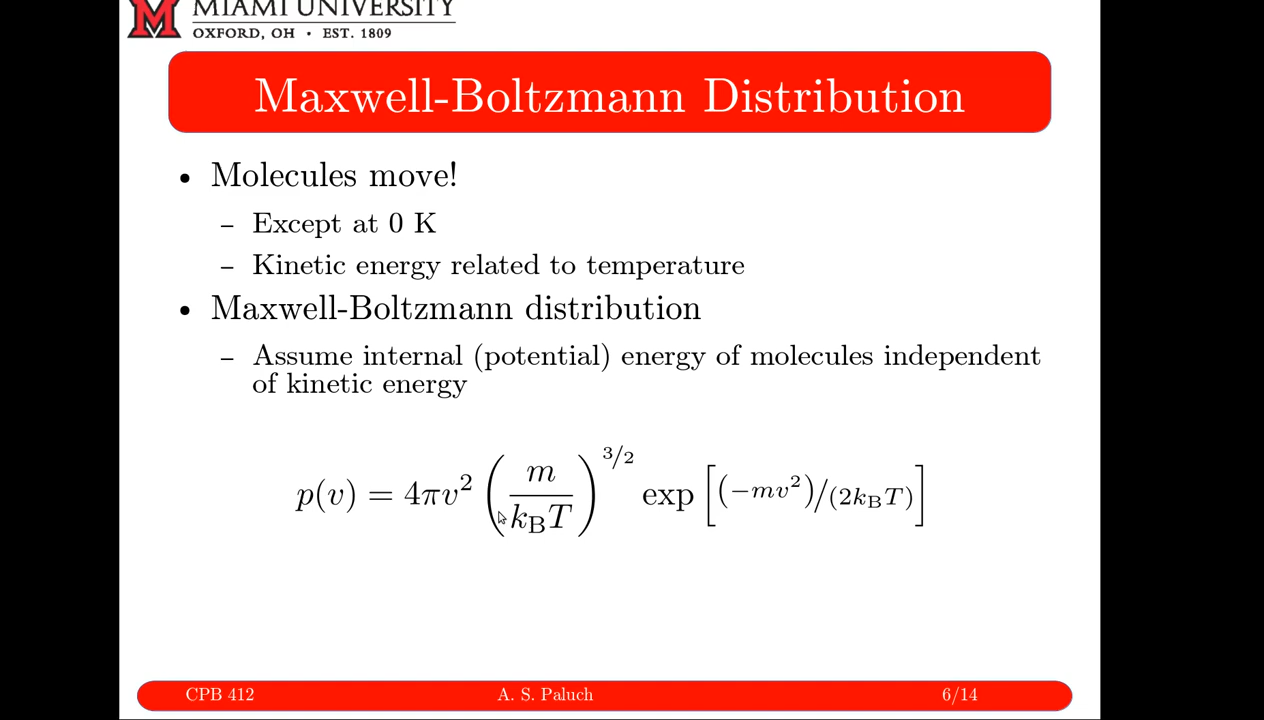 MIAMI UNIVERSITY
OXFORD, OH • EST. 1809
Maxwell-Boltzmann Distribution
• Molecules move!
– Except at 0 K
– Kinetic energy related to temperature
• Maxwell-Boltzmann distribution
– Assume internal (potential) energy of molecules independent
of kinetic energy
p(v) = 4πv² (m/k_B T)^{3/2} exp[(−mv²)/(2k_B T)]
CPB 412 A. S. Paluch 6/14